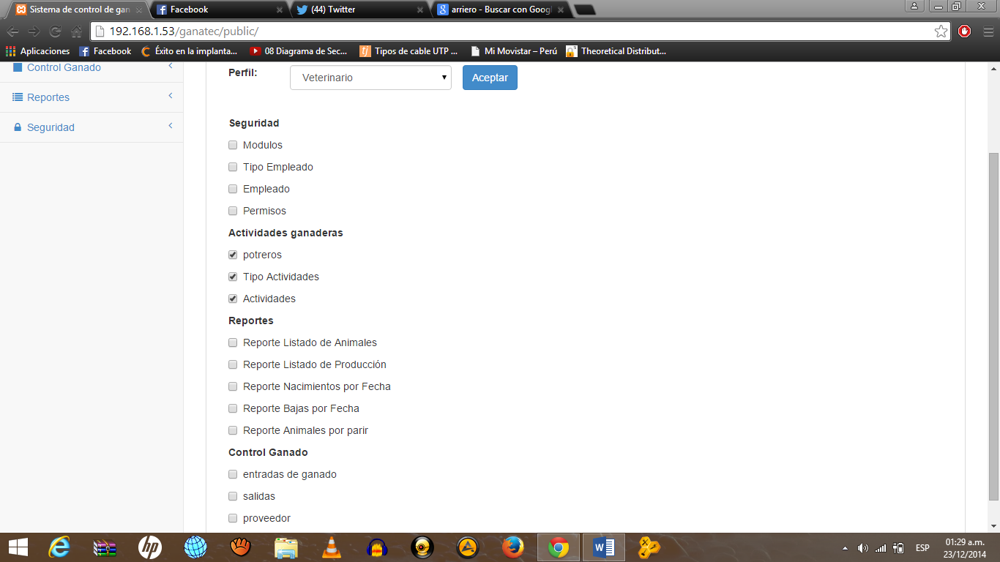 Sistema de control de gan
Facebook
(44) Twitter
arriero - Buscar con Googl
192.168.1.53/ganatec/public/
Aplicaciones
Facebook
Éxito en la implanta...
08 Diagrama de Sec...
Tipos de cable UTP ...
Mi Movistar – Perú
Theoretical Distribut...
Control Ganado
Reportes
Seguridad
Perfil:
Veterinario
Aceptar
Seguridad
Modulos
Tipo Empleado
Empleado
Permisos
Actividades ganaderas
potreros
Tipo Actividades
Actividades
Reportes
Reporte Listado de Animales
Reporte Listado de Producción
Reporte Nacimientos por Fecha
Reporte Bajas por Fecha
Reporte Animales por parir
Control Ganado
entradas de ganado
salidas
proveedor
ESP
01:29 a.m.
23/12/2014